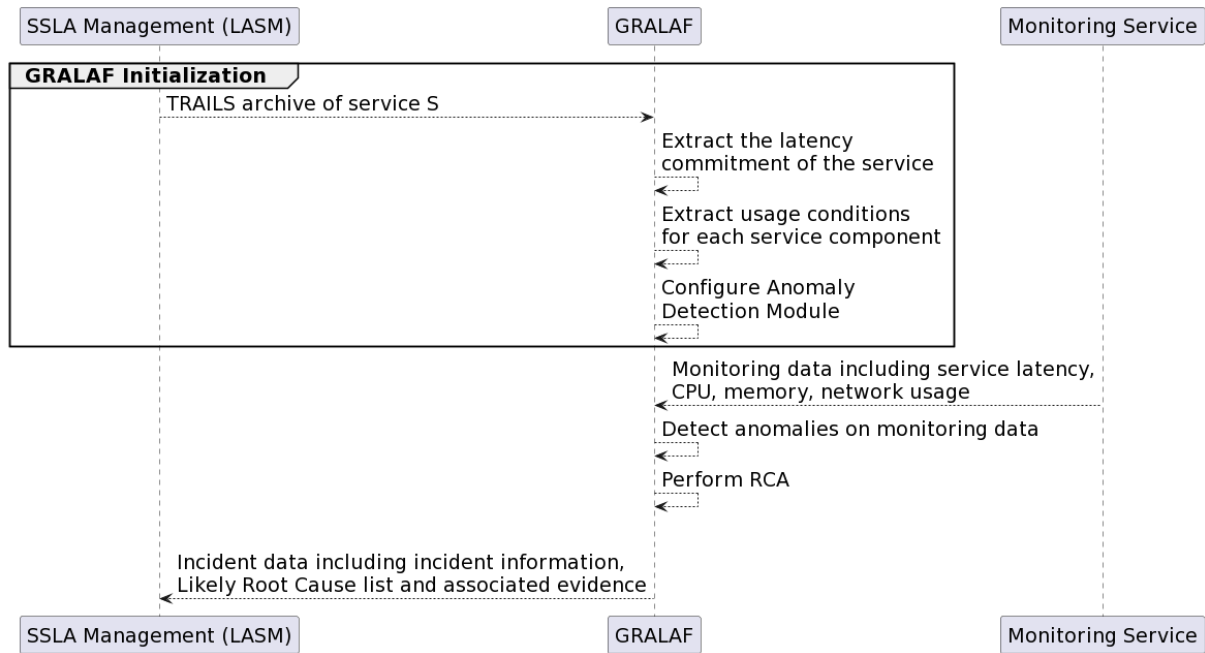 SSLA Management (LASM)
GRALAF
Monitoring Service
GRALAF Initialization
TRAILS archive of service S
Extract the latency
commitment of the service
Extract usage conditions
for each service component
Configure Anomaly
Detection Module
Monitoring data including service latency,
CPU, memory, network usage
Detect anomalies on monitoring data
Perform RCA
Incident data including incident information,
Likely Root Cause list and associated evidence
SSLA Management (LASM)
GRALAF
Monitoring Service